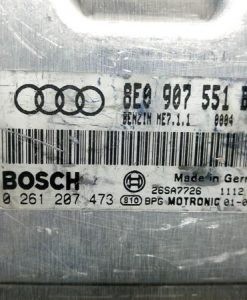 8E0 907 551 B
BENZIN ME7.1.1 0004
Made in Germ
BOSCH
26SA7726 1112
0 261 207 473 810 BPG MOTRONIC 01-0